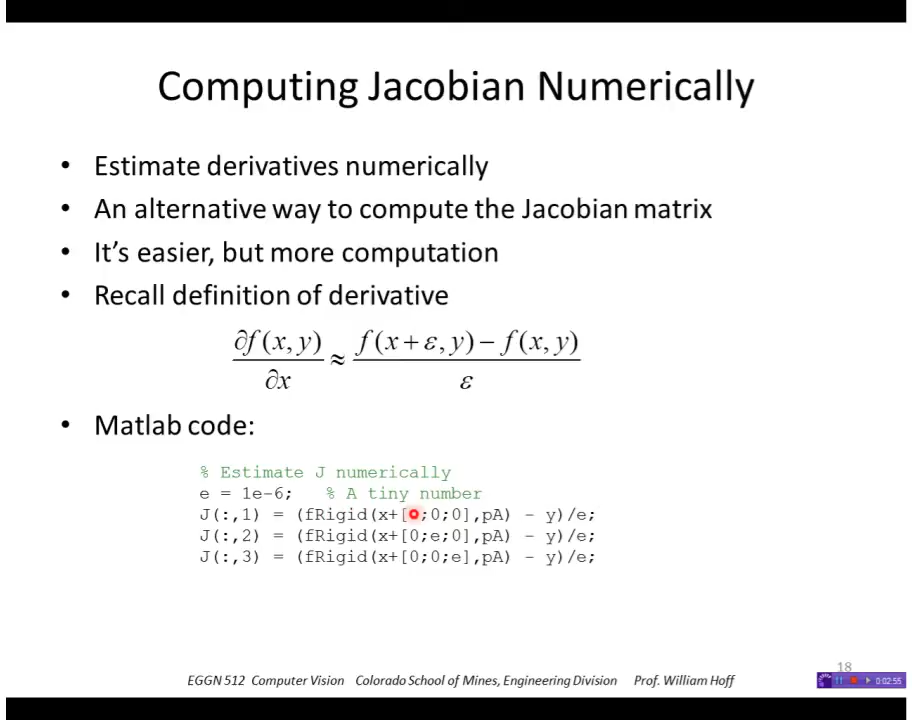 Computing Jacobian Numerically
• Estimate derivatives numerically
• An alternative way to compute the Jacobian matrix
• It's easier, but more computation
• Recall definition of derivative
∂f(x, y)/∂x ≈ (f(x+ε, y) − f(x, y))/ε
• Matlab code:
% Estimate J numerically
e = 1e-6; % A tiny number
J(:,1) = (fRigid(x+[ ;0;0],pA) - y)/e;
J(:,2) = (fRigid(x+[0;e;0],pA) - y)/e;
J(:,3) = (fRigid(x+[0;0;e],pA) - y)/e;
18
EGGN 512 Computer Vision Colorado School of Mines, Engineering Division Prof. William Hoff
0:02:55